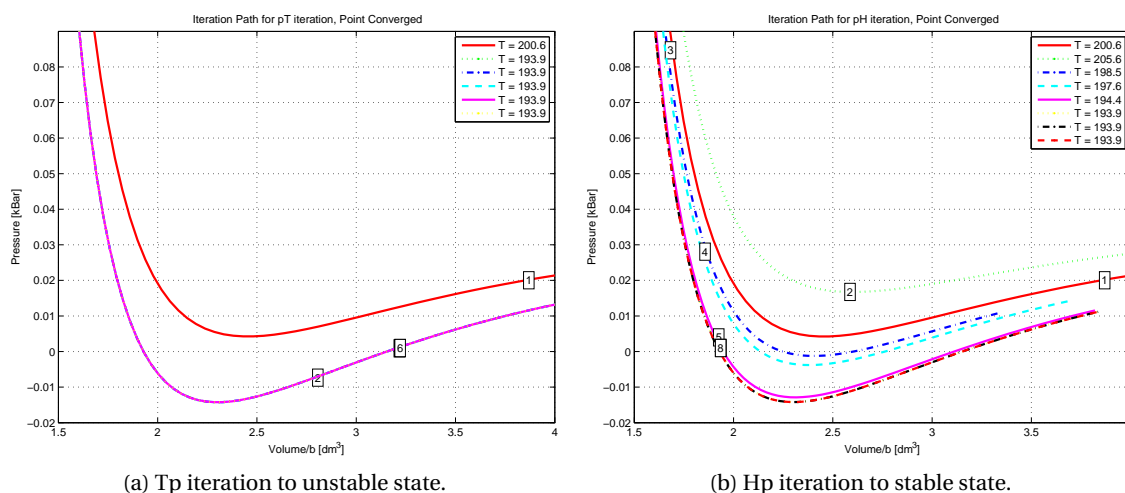 Iteration Path for pT iteration, Point Converged
Pressure [kBar]
0.08
0.07
0.06
0.05
0.04
0.03
0.02
0.01
0
−0.01
−0.02
1.5 2 2.5 3 3.5 4
Volume/b [dm³]
T = 200.6
T = 193.9
T = 193.9
T = 193.9
T = 193.9
T = 193.9
1
6
2
(a) Tp iteration to unstable state.
Iteration Path for pH iteration, Point Converged
Pressure [kBar]
0.08
0.07
0.06
0.05
0.04
0.03
0.02
0.01
0
−0.01
−0.02
1.5 2 2.5 3 3.5
Volume/b [dm³]
T = 200.6
T = 205.6
T = 198.5
T = 197.6
T = 194.4
T = 193.9
T = 193.9
T = 193.9
3
4
2
1
5
8
(b) Hp iteration to stable state.